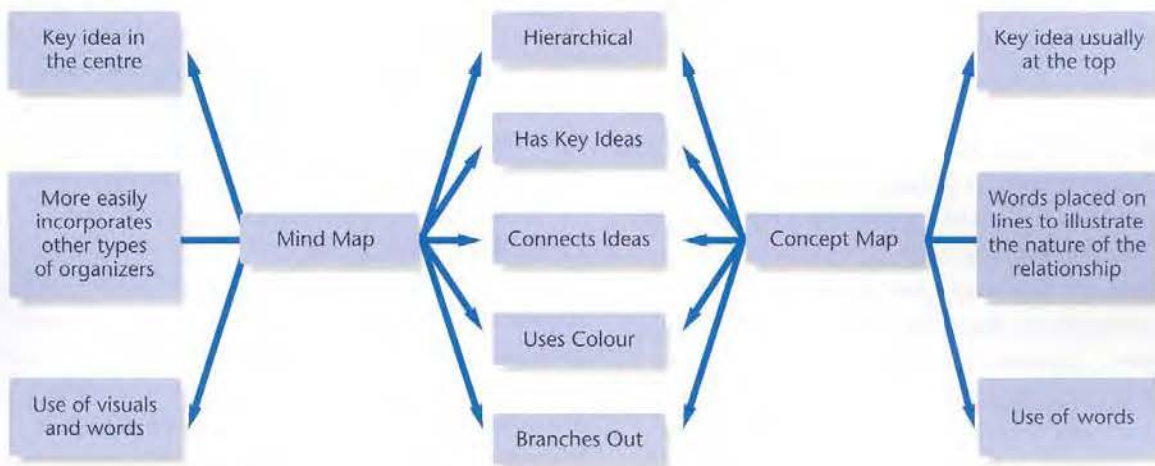 Key idea in
the centre
More easily
incorporates
other types
of organizers
Use of visuals
and words
Mind Map
Hierarchical
Has Key Ideas
Connects Ideas
Uses Colour
Branches Out
Concept Map
Key idea usually
at the top
Words placed on
lines to illustrate
the nature of the
relationship
Use of words